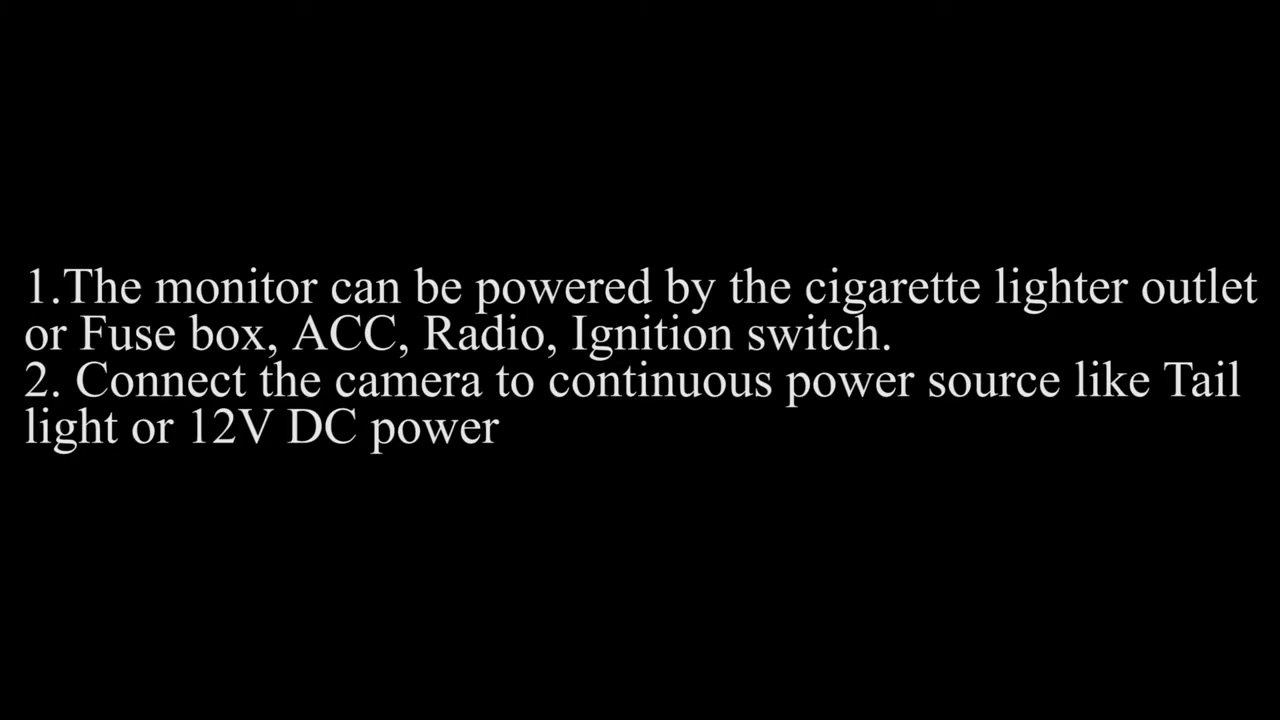 1.The monitor can be powered by the cigarette lighter outlet
or Fuse box, ACC, Radio, Ignition switch.
2. Connect the camera to continuous power source like Tail
light or 12V DC power